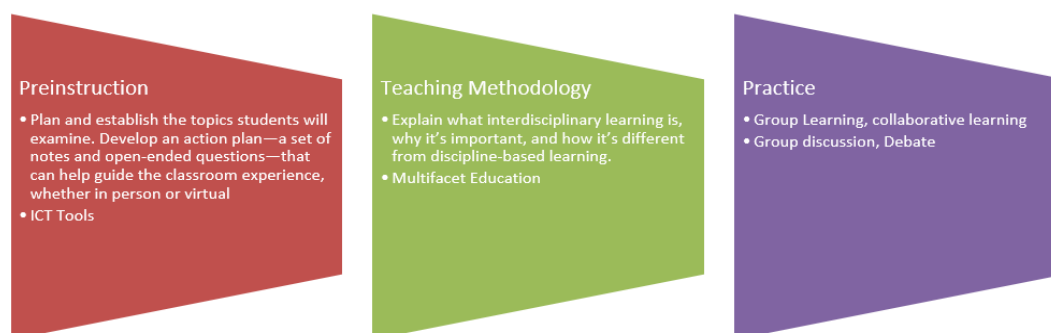 Preinstruction
• Plan and establish the topics students will
examine. Develop an action plan—a set of
notes and open-ended questions—that
can help guide the classroom experience,
whether in person or virtual
• ICT Tools
Teaching Methodology
• Explain what interdisciplinary learning is,
why it’s important, and how it’s different
from discipline-based learning.
• Multifacet Education
Practice
• Group Learning, collaborative learning
• Group discussion, Debate